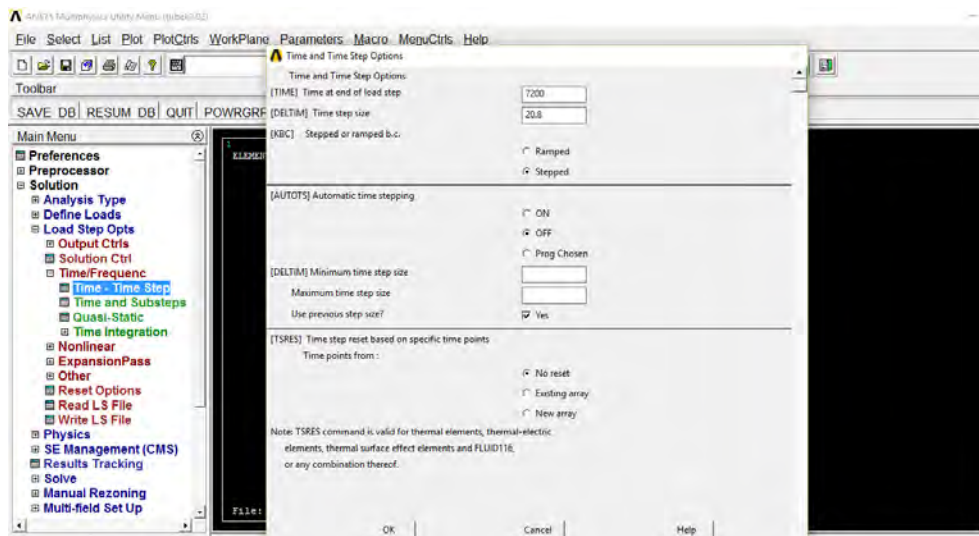 ANSYS Multiphysics Utility Menu
File Select List Plot PlotCtrls WorkPlane Parameters Macro MenuCtrls Help
Toolbar
SAVE_DB RESUM_DB QUIT POWRGRP
Main Menu
Preferences
Preprocessor
Solution
Analysis Type
Define Loads
Load Step Opts
Output Ctrls
Solution Ctrl
Time/Frequenc
Time - Time Step
Time and Substeps
Quasi-Static
Time Integration
Nonlinear
ExpansionPass
Other
Reset Options
Read LS File
Write LS File
Physics
SE Management (CMS)
Results Tracking
Solve
Manual Rezoning
Multi-field Set Up
1
File:
Time and Time Step Options
Time and Time Step Options
[TIME] Time at end of load step 7200
[DELTIM] Time step size 20.8
[KBC] Stepped or ramped b.c.
Ramped
Stepped
[AUTOTS] Automatic time stepping
ON
OFF
Prog Chosen
[DELTIM] Minimum time step size
Maximum time step size
Use previous step size? Yes
[TSRES] Time step reset based on specific time points
Time points from :
No reset
Existing array
New array
Note: TSRES command is valid for thermal elements, thermal-electric
elements, thermal surface effect elements and FLUID116,
or any combination thereof.
OK Cancel Help